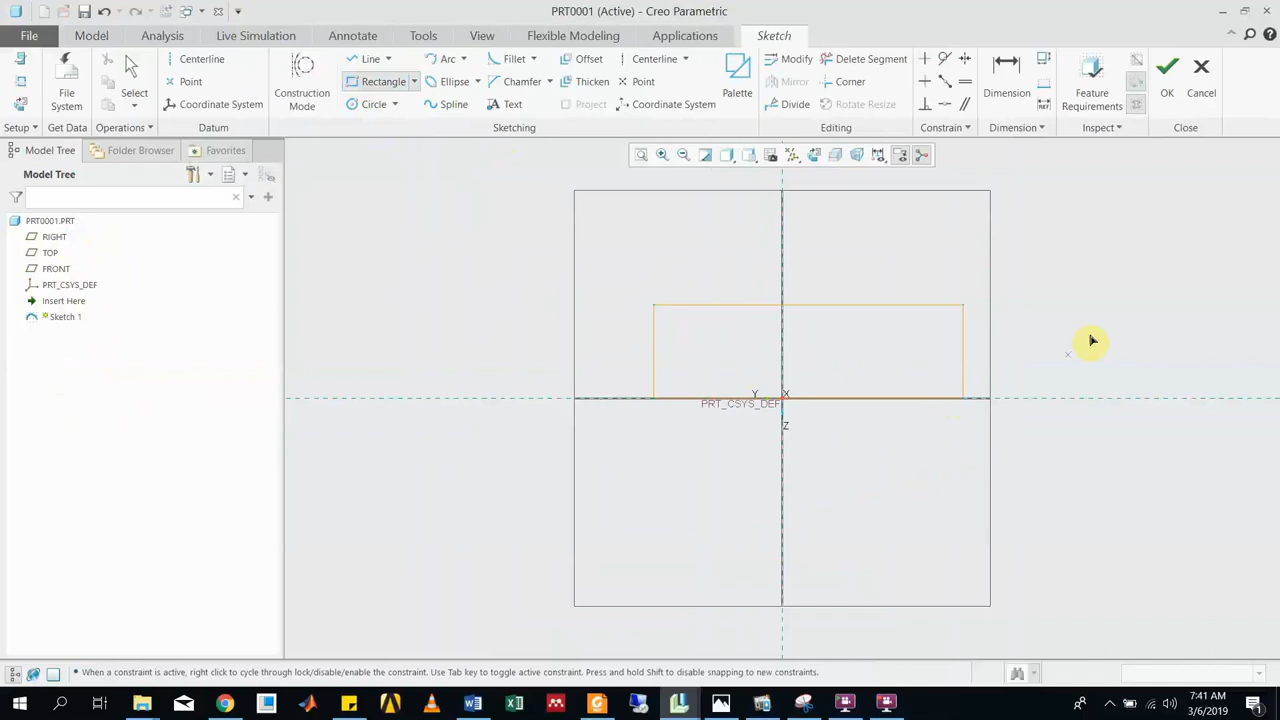 PRT0001 (Active) - Creo Parametric
File Model Analysis Live Simulation Annotate Tools View Flexible Modeling Applications Sketch
Centerline Line Arc Fillet Offset Centerline Modify Delete Segment
Point Rectangle Ellipse Chamfer Thicken Point Mirror Corner
Coordinate System Circle Spline Text Project Coordinate System Divide Rotate Resize
File System Select Construction Mode Palette Dimension Feature Requirements OK Cancel
Setup Get Data Operations Datum Sketching Editing Constrain Dimension Inspect Close
Model Tree Folder Browser Favorites
Model Tree
PRT0001.PRT
RIGHT
TOP
FRONT
PRT_CSYS_DEF
Insert Here
Sketch 1
Y X
PRT_CSYS_DEF
Z
• When a constraint is active, right click to cycle through lock/disable/enable the constraint. Use Tab key to toggle active constraint. Press and hold Shift to disable snapping to new constraints.
7:41 AM
3/6/2019